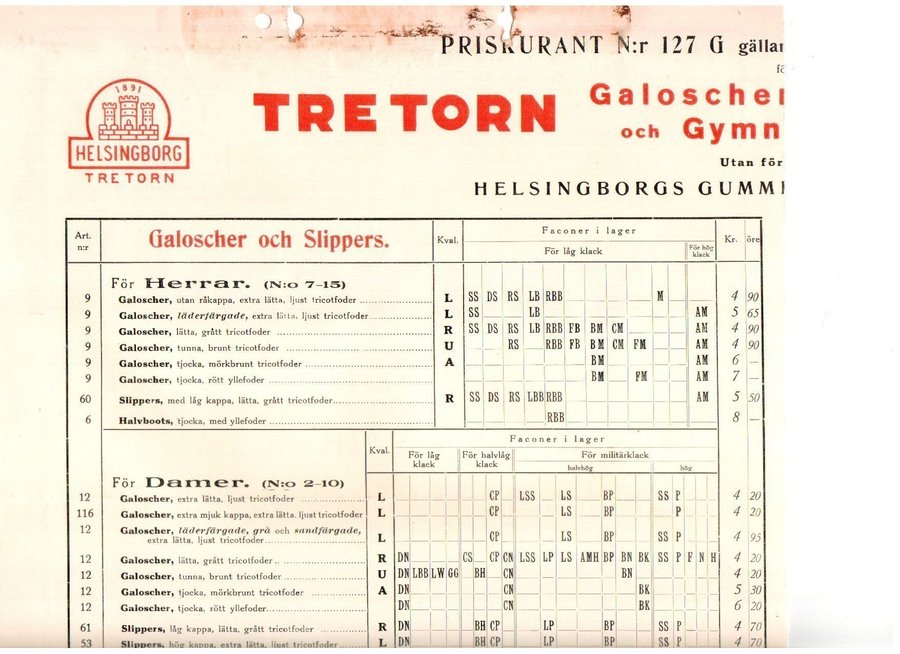 PRISKURANT N:r 127 G gällan
fö
1891
HELSINGBORG
TRETORN
TRETORN
Galoscher
och Gymn
Utan för
HELSINGBORGS GUMMI
Art. n:r
Galoscher och Slippers.
Kval.
Faconer i lager
För låg klack
För hög klack
Kr. öre
För Herrar. (N:o 7-15)
9 Galoscher, utan råkappa, extra lätta, ljust tricotfoder L SS DS RS LB RBB M 4 90
9 Galoscher, läderfärgade, extra lätta, ljust tricotfoder L SS LB AM 5 65
9 Galoscher, lätta, grått tricotfoder R SS DS RS LB RBB FB BM CM AM 4 90
9 Galoscher, tunna, brunt tricotfoder U RS RBB FB BM CM FM AM 4 90
9 Galoscher, tjocka, mörkbrunt tricotfoder A BM AM 6 —
9 Galoscher, tjocka, rött yllefoder BM FM AM 7 —
60 Slippers, med låg kappa, lätta, grått tricotfoder R SS DS RS LBB RBB AM 5 50
6 Halvboots, tjocka, med yllefoder RBB 8 —
Kval.
Faconer i lager
För låg klack
För halvlåg klack
För militärklack
halvhög
hög
För Damer. (N:o 2-10)
12 Galoscher, extra lätta, ljust tricotfoder L CP LSS LS BP SS P 4 20
116 Galoscher, extra mjuk kappa, extra lätta, ljust tricotfoder L CP LS BP P 4 20
12 Galoscher, läderfärgade, grå och sandfärgade,
extra lätta, ljust tricotfoder L CP LS BP SS P 4 95
12 Galoscher, lätta, grått tricotfoder R DN CS CP CN LSS LP LS AMH BP BN BK SS P F N H 4 20
12 Galoscher, tunna, brunt tricotfoder U DN LBB LW GG BH CN BN 4 20
12 Galoscher, tjocka, mörkbrunt tricotfoder A DN CN BK 5 30
12 Galoscher, tjocka, rött yllefoder DN CN BK 6 20
61 Slippers, låg kappa, lätta, grått tricotfoder R DN BH CP LP BP SS P 4 70
53 Slippers, hög kappa, extra lätta, ljust tricotfoder L DN BH CP LP BP SS P 4 70